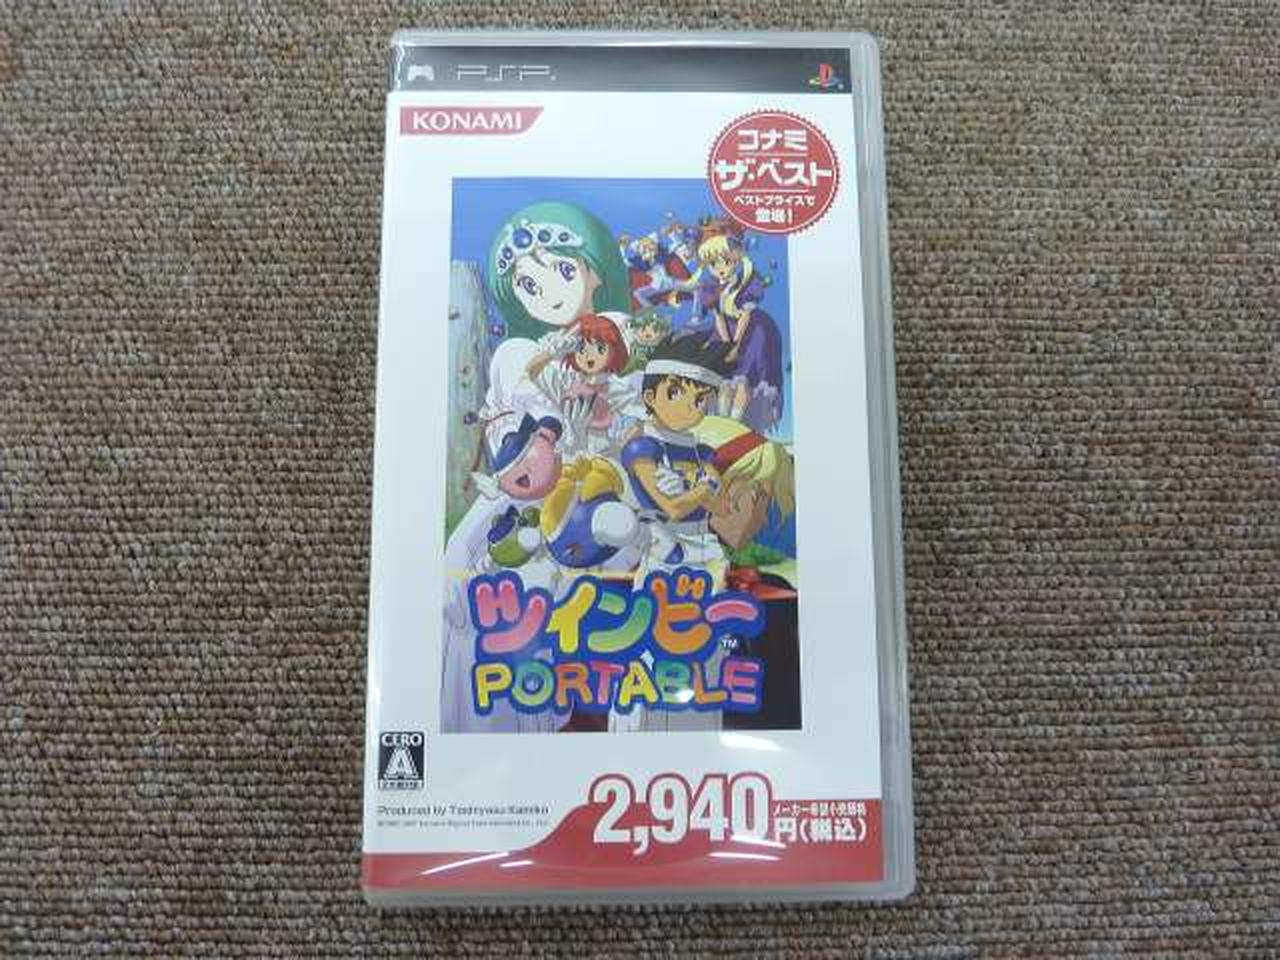 PSP
KONAMI
コナミ
ザ・ベスト
ベストプライスで
登場!
ツインビー
TM
PORTABLE
CERO
A
Produced by Toshiyasu Kamiko
2,940
メーカー希望小売価格
円(税込)